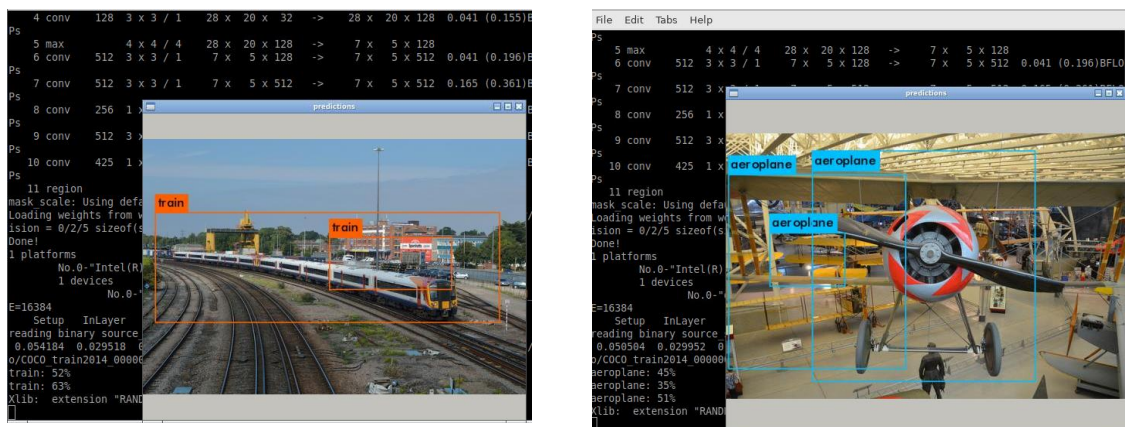 4 conv 128 3 x 3 / 1 28 x 20 x 32 -> 28 x 20 x 128 0.041 (0.155)B
Ps
5 max 4 x 4 / 4 28 x 20 x 128 -> 7 x 5 x 128
6 conv 512 3 x 3 / 1 7 x 5 x 128 -> 7 x 5 x 512 0.041 (0.196)B
Ps
7 conv 512 3 x 3 / 1 7 x 5 x 512 -> 7 x 5 x 512 0.165 (0.361)B
Ps
predictions
8 conv 256 1 x
Ps
9 conv 512 3 x
Ps
10 conv 425 1 x
Ps
11 region
mask_scale: Using defa
Loading weights from w
ision = 0/2/5 sizeof(s
Done!
1 platforms
No.0-"Intel(R)
1 devices
No.0-"
E=16384
Setup InLayer
reading binary source
0.054184 0.029518 0
o/COCO_train2014_00000
train: 52%
train: 63%
Xlib: extension "RAND
train
train
File Edit Tabs Help
Ps
5 max 4 x 4 / 4 28 x 20 x 128 -> 7 x 5 x 128
6 conv 512 3 x 3 / 1 7 x 5 x 128 -> 7 x 5 x 512 0.041 (0.196)BFLO
Ps
7 conv 512 3 x
predictions
Ps
8 conv 256 1 x
Ps
9 conv 512 3 x
Ps
10 conv 425 1 x
Ps
11 region
mask_scale: Using defa
Loading weights from w
ision = 0/2/5 sizeof(s
Done!
1 platforms
No.0-"Intel(R)
1 devices
No.0-"
E=16384
Setup InLayer
reading binary source
0.050504 0.029952 0
o/COCO_train2014_00000
aeroplane: 45%
aeroplane: 35%
aeroplane: 51%
Xlib: extension "RAND
aeroplane
aeroplane
aeroplane